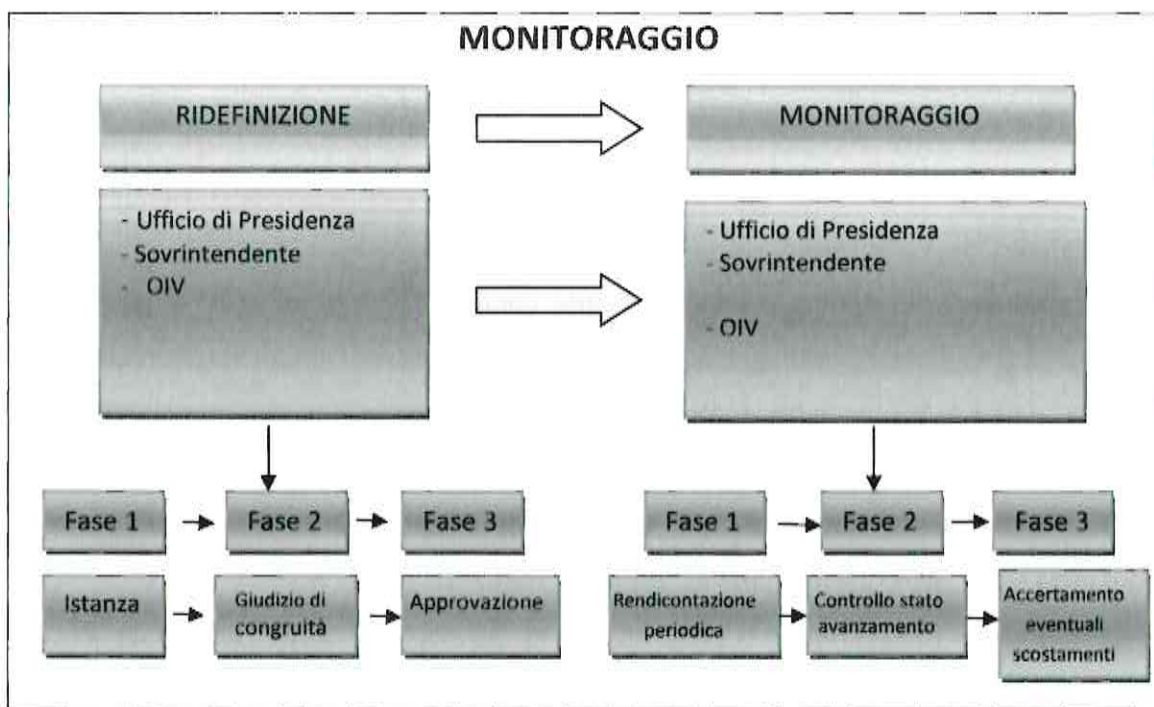 MONITORAGGIO
RIDEFINIZIONE
MONITORAGGIO
- Ufficio di Presidenza
- Sovrintendente
- OIV
- Ufficio di Presidenza
- Sovrintendente
- OIV
Fase 1
Fase 2
Fase 3
Istanza
Giudizio di
congruità
Approvazione
Fase 1
Fase 2
Fase 3
Rendicontazione
periodica
Controllo stato
avanzamento
Accertamento
eventuali
scostamenti